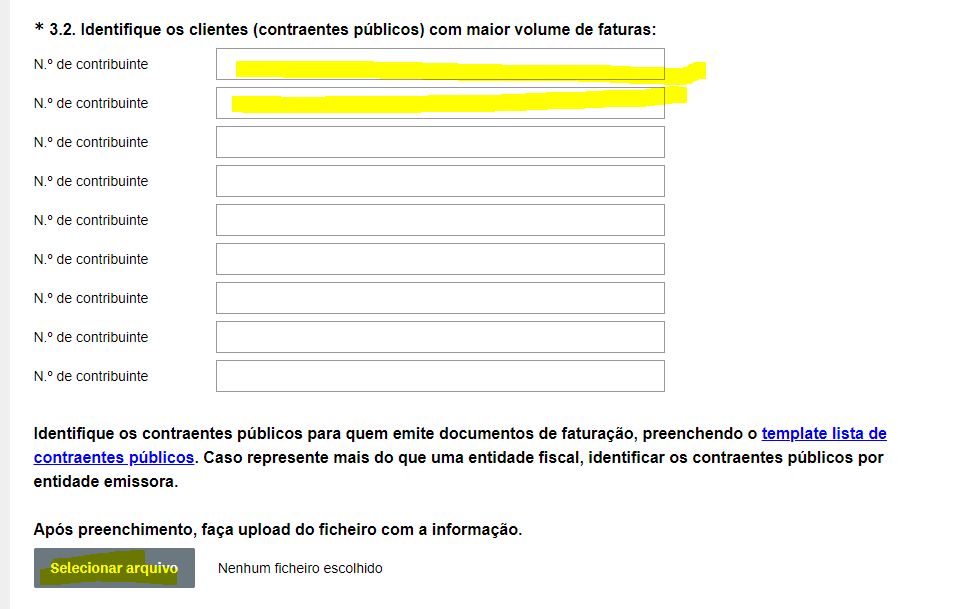 * 3.2. Identifique os clientes (contraentes públicos) com maior volume de faturas:
N.º de contribuinte
N.º de contribuinte
N.º de contribuinte
N.º de contribuinte
N.º de contribuinte
N.º de contribuinte
N.º de contribuinte
N.º de contribuinte
N.º de contribuinte
Identifique os contraentes públicos para quem emite documentos de faturação, preenchendo o template lista de
contraentes públicos. Caso represente mais do que uma entidade fiscal, identificar os contraentes públicos por
entidade emissora.
Após preenchimento, faça upload do ficheiro com a informação.
Selecionar arquivo Nenhum ficheiro escolhido